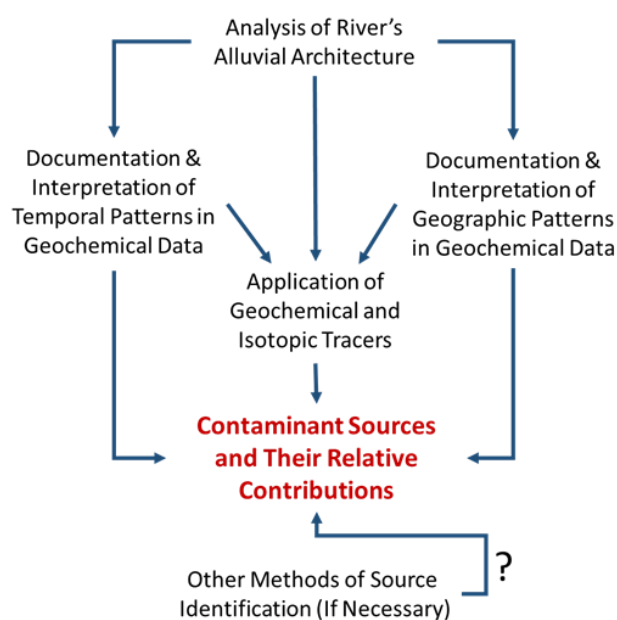 Analysis of River's
Alluvial Architecture
Documentation &
Interpretation of
Temporal Patterns in
Geochemical Data
Documentation &
Interpretation of
Geographic Patterns
in Geochemical Data
Application of
Geochemical and
Isotopic Tracers
Contaminant Sources
and Their Relative
Contributions
?
Other Methods of Source
Identification (If Necessary)